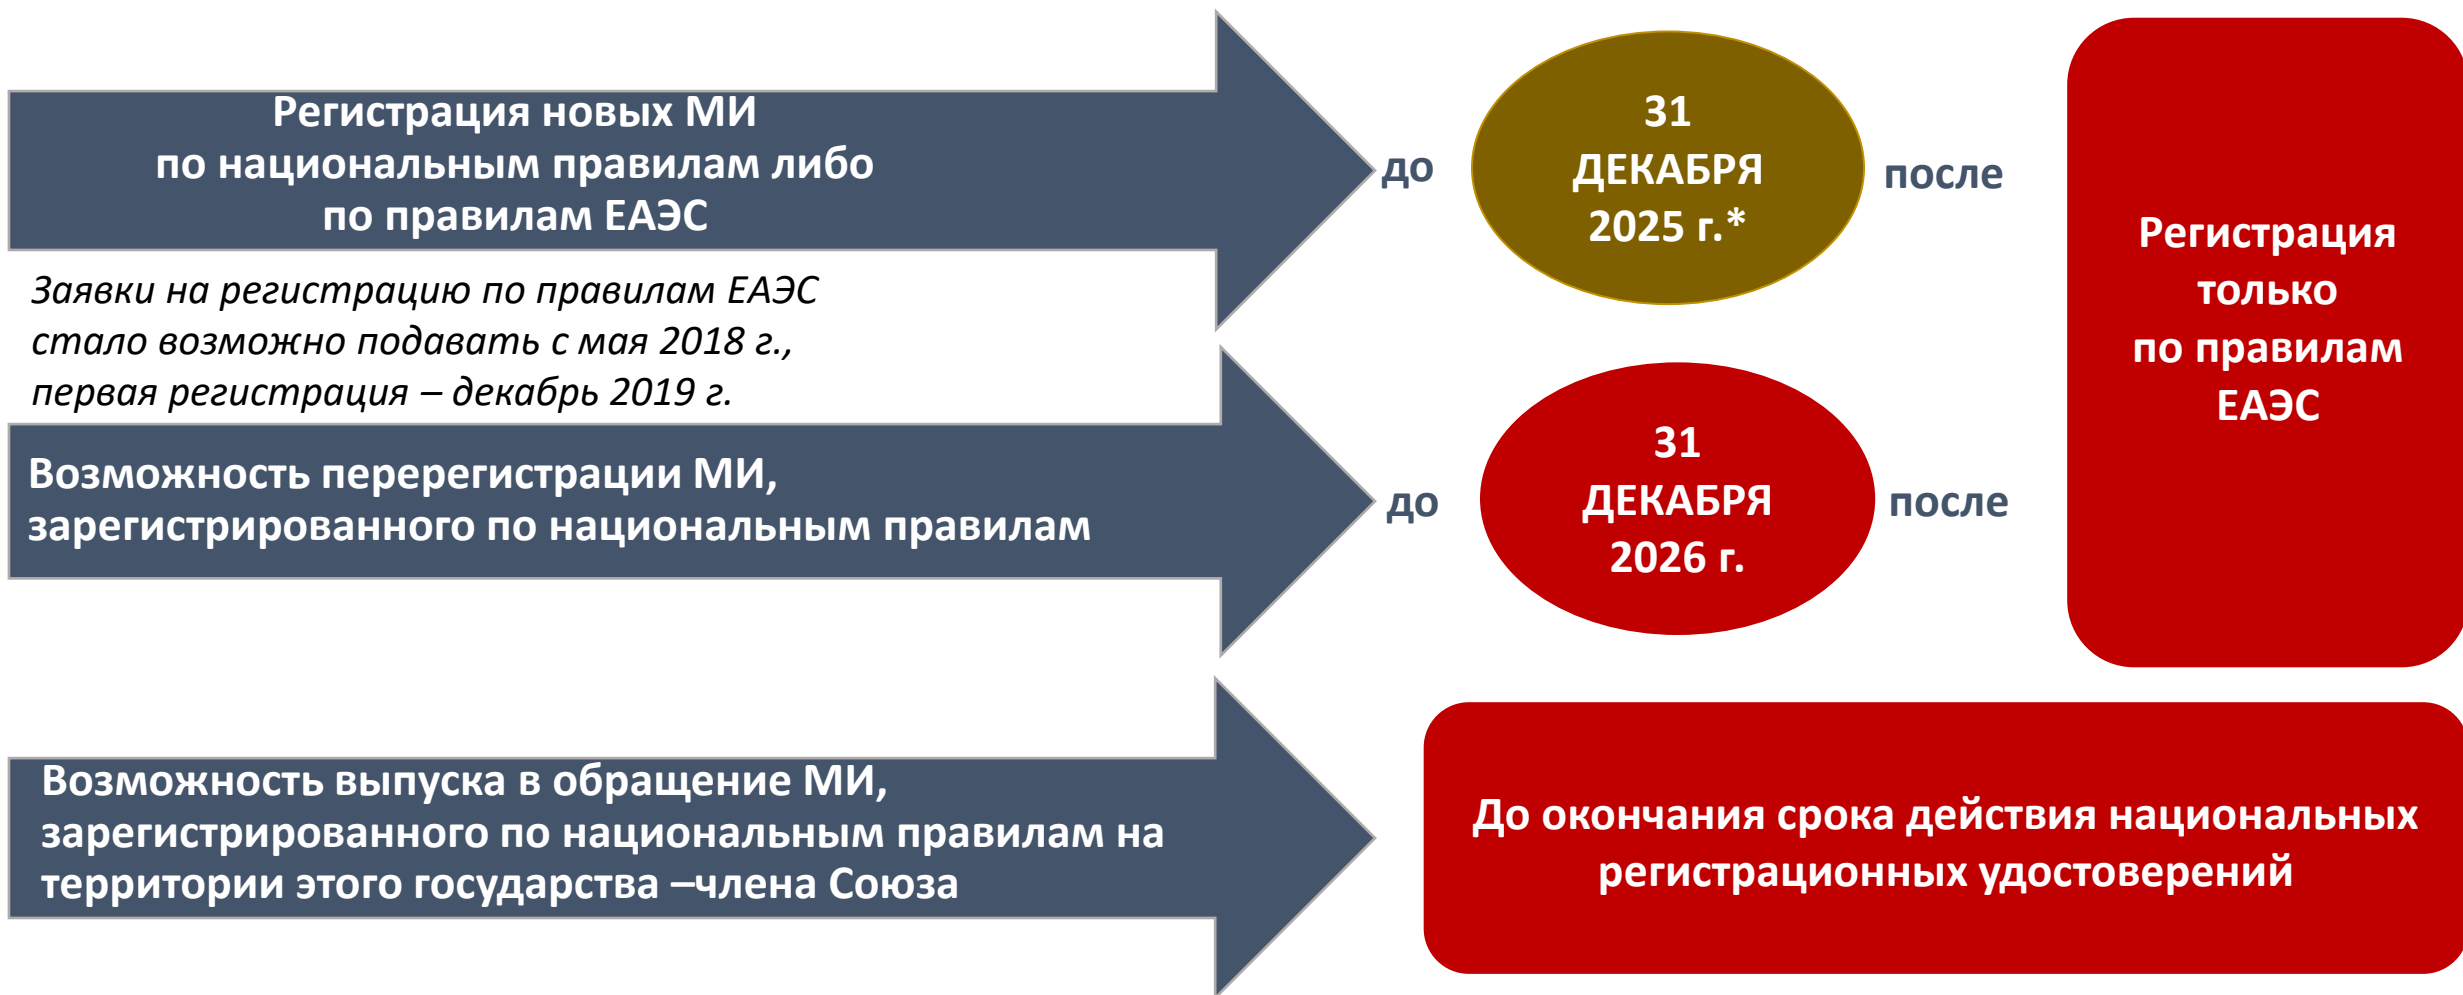 Регистрация новых МИ
по национальным правилам либо
по правилам ЕАЭС
до
31
ДЕКАБРЯ
2025 г.*
после
Регистрация
только
по правилам
ЕАЭС
Заявки на регистрацию по правилам ЕАЭС
стало возможно подавать с мая 2018 г.,
первая регистрация – декабрь 2019 г.
Возможность перерегистрации МИ,
зарегистрированного по национальным правилам
до
31
ДЕКАБРЯ
2026 г.
после
Возможность выпуска в обращение МИ,
зарегистрированного по национальным правилам на
территории этого государства –члена Союза
До окончания срока действия национальных
регистрационных удостоверений